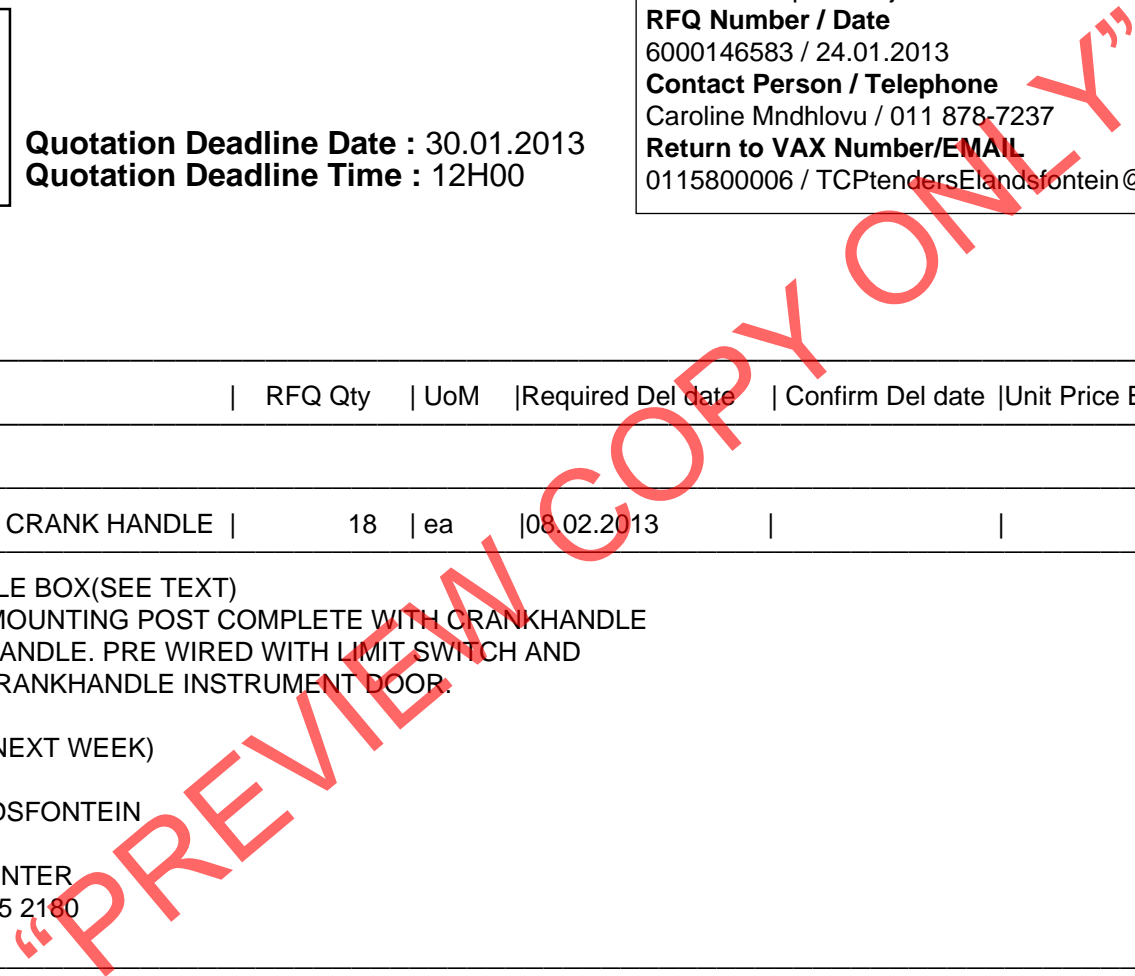 RFQ Number / Date
6000146583 / 24.01.2013
Contact Person / Telephone
Caroline Mndhlovu / 011 878-7237
Return to VAX Number/EMAIL
0115800006 / TCPtendersElandsfontein@
Quotation Deadline Date : 30.01.2013
Quotation Deadline Time : 12H00
| RFQ Qty | UoM |Required Del date | Confirm Del date |Unit Price E
CRANK HANDLE | 18 | ea |08.02.2013 | |
LE BOX(SEE TEXT)
MOUNTING POST COMPLETE WITH CRANKHANDLE
ANDLE. PRE WIRED WITH LIMIT SWITCH AND
RANKHANDLE INSTRUMENT DOOR.
NEXT WEEK)
DSFONTEIN
NTER
5 2180
“PREVIEW COPY ONLY”